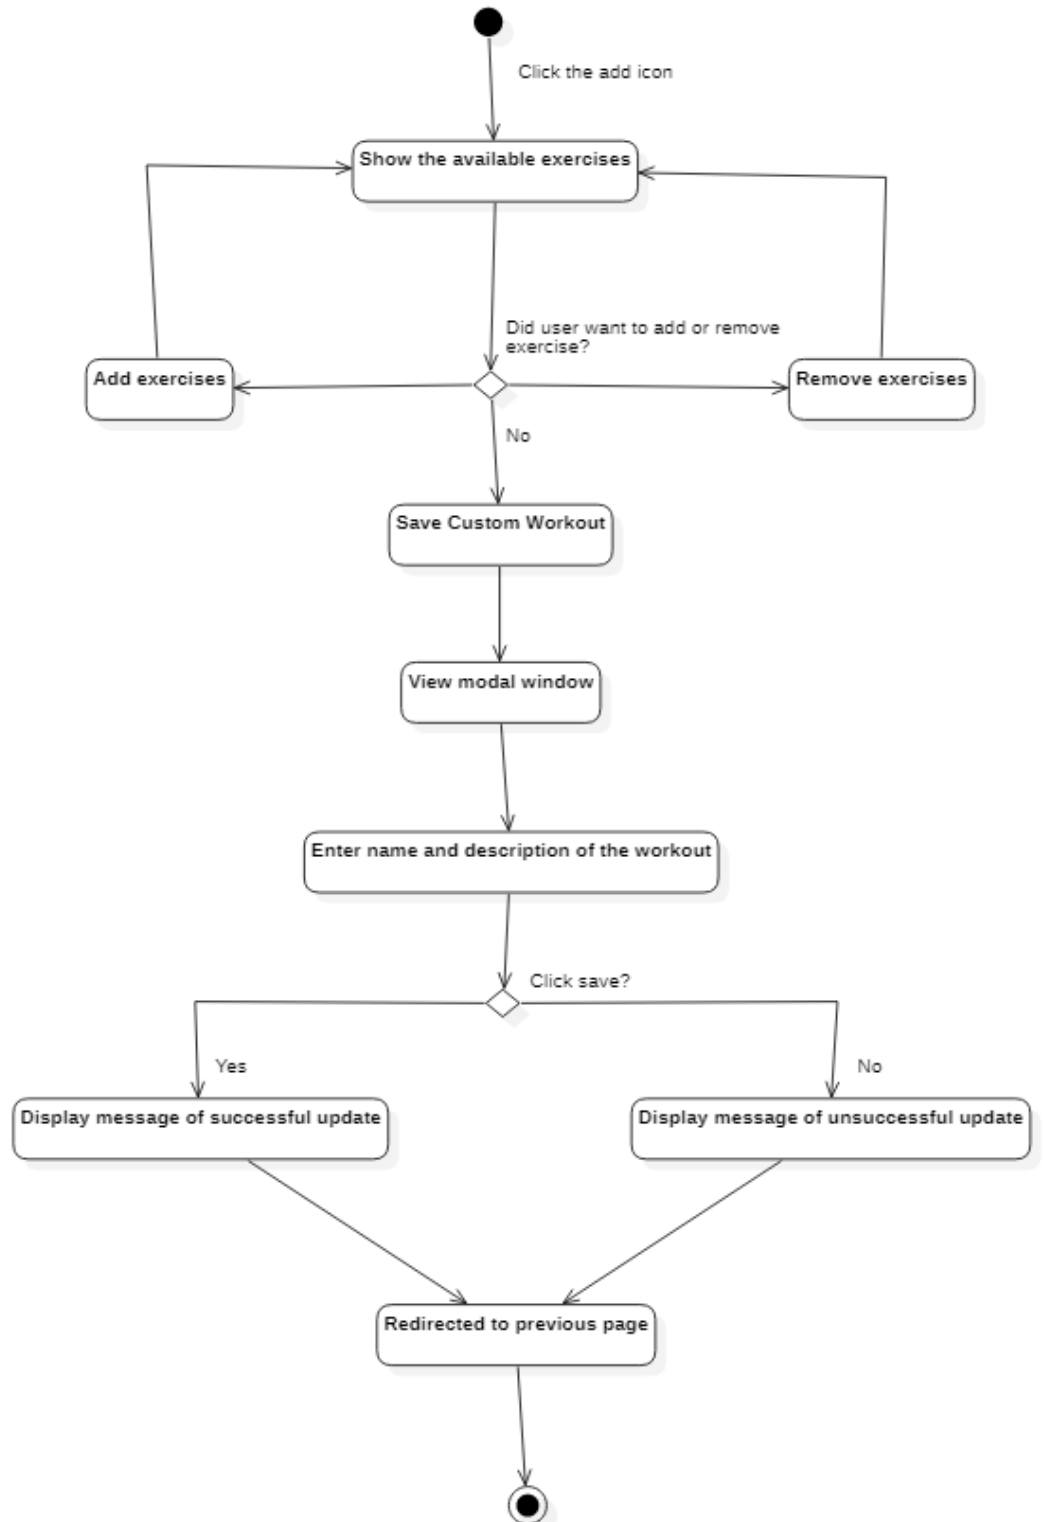 Click the add icon
Show the available exercises
Did user want to add or remove
exercise?
Add exercises
Remove exercises
No
Save Custom Workout
View modal window
Enter name and description of the workout
Click save?
Yes
No
Display message of successful update
Display message of unsuccessful update
Redirected to previous page